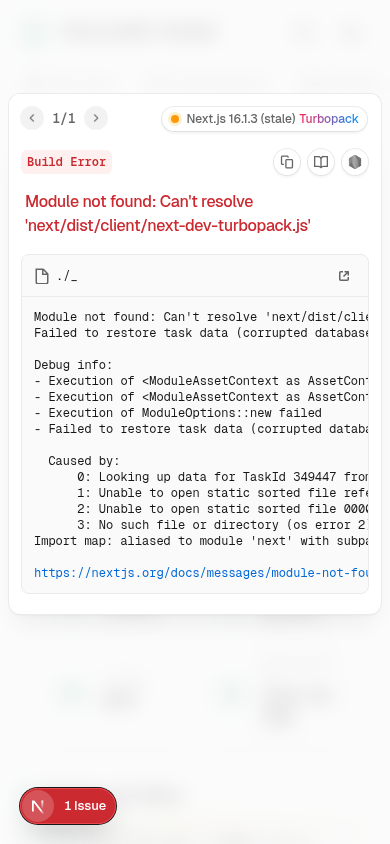 1/1
Next.js 16.1.3 (stale) Turbopack
Build Error
Module not found: Can't resolve
'next/dist/client/next-dev-turbopack.js'
./_
Module not found: Can't resolve 'next/dist/clie
Failed to restore task data (corrupted database
Debug info:
- Execution of <ModuleAssetContext as AssetCont
- Execution of <ModuleAssetContext as AssetCont
- Execution of ModuleOptions::new failed
- Failed to restore task data (corrupted databa
Caused by:
0: Looking up data for TaskId 349447 from
1: Unable to open static sorted file refe
2: Unable to open static sorted file 0000
3: No such file or directory (os error 2
Import map: aliased to module 'next' with subpa
https://nextjs.org/docs/messages/module-not-fou
N 1 Issue